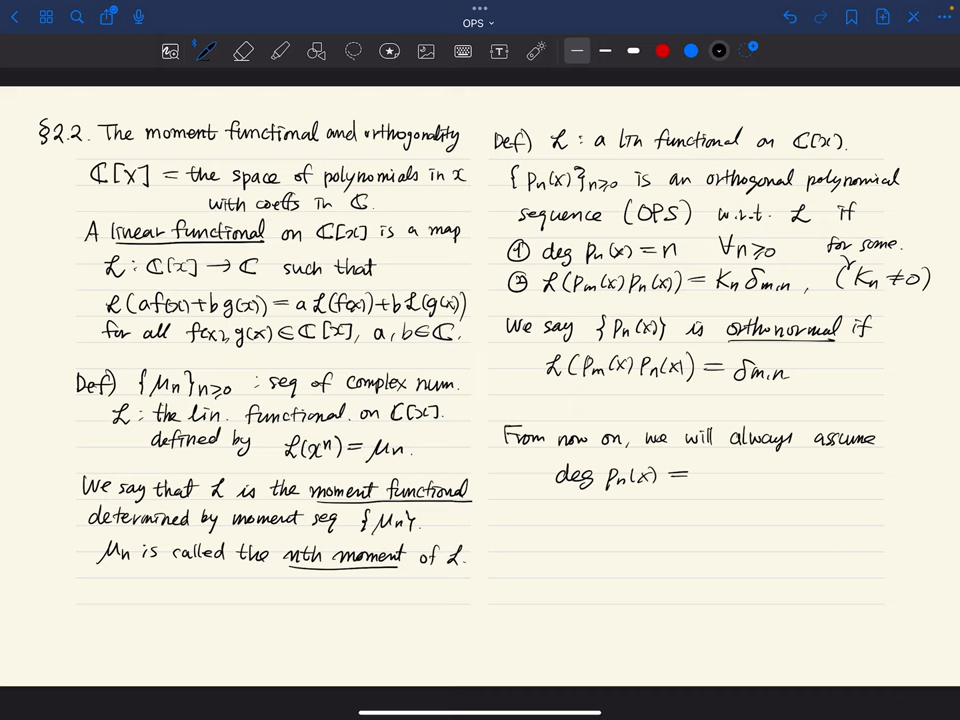 OPS
§2.2. The moment functional and orthogonality
ℂ[x] = the space of polynomials in x
with coeffs in ℂ.
A linear functional on ℂ[x] is a map
ℒ : ℂ[x] → ℂ such that
ℒ(af(x)+bg(x)) = aℒ(f(x))+bℒ(g(x))
for all f(x), g(x) ∈ ℂ[x], a, b ∈ ℂ.
Def) {μn}n≥0 : seq of complex num.
ℒ : the lin. functional on ℂ[x].
defined by ℒ(xⁿ) = μn.
We say that ℒ is the moment functional
determined by moment seq {μn}.
μn is called the nth moment of ℒ.
Def) ℒ : a lin functional on ℂ[x].
{Pn(x)}n≥0 is an orthogonal polynomial
sequence (OPS) w.r.t. ℒ if
① deg Pn(x) = n ∀n≥0 for some.
② ℒ(Pm(x)Pn(x)) = Kn δm,n, (Kn ≠ 0)
We say {Pn(x)} is orthonormal if
ℒ(Pm(x)Pn(x)) = δm,n
From now on, we will always assume
deg Pn(x) =